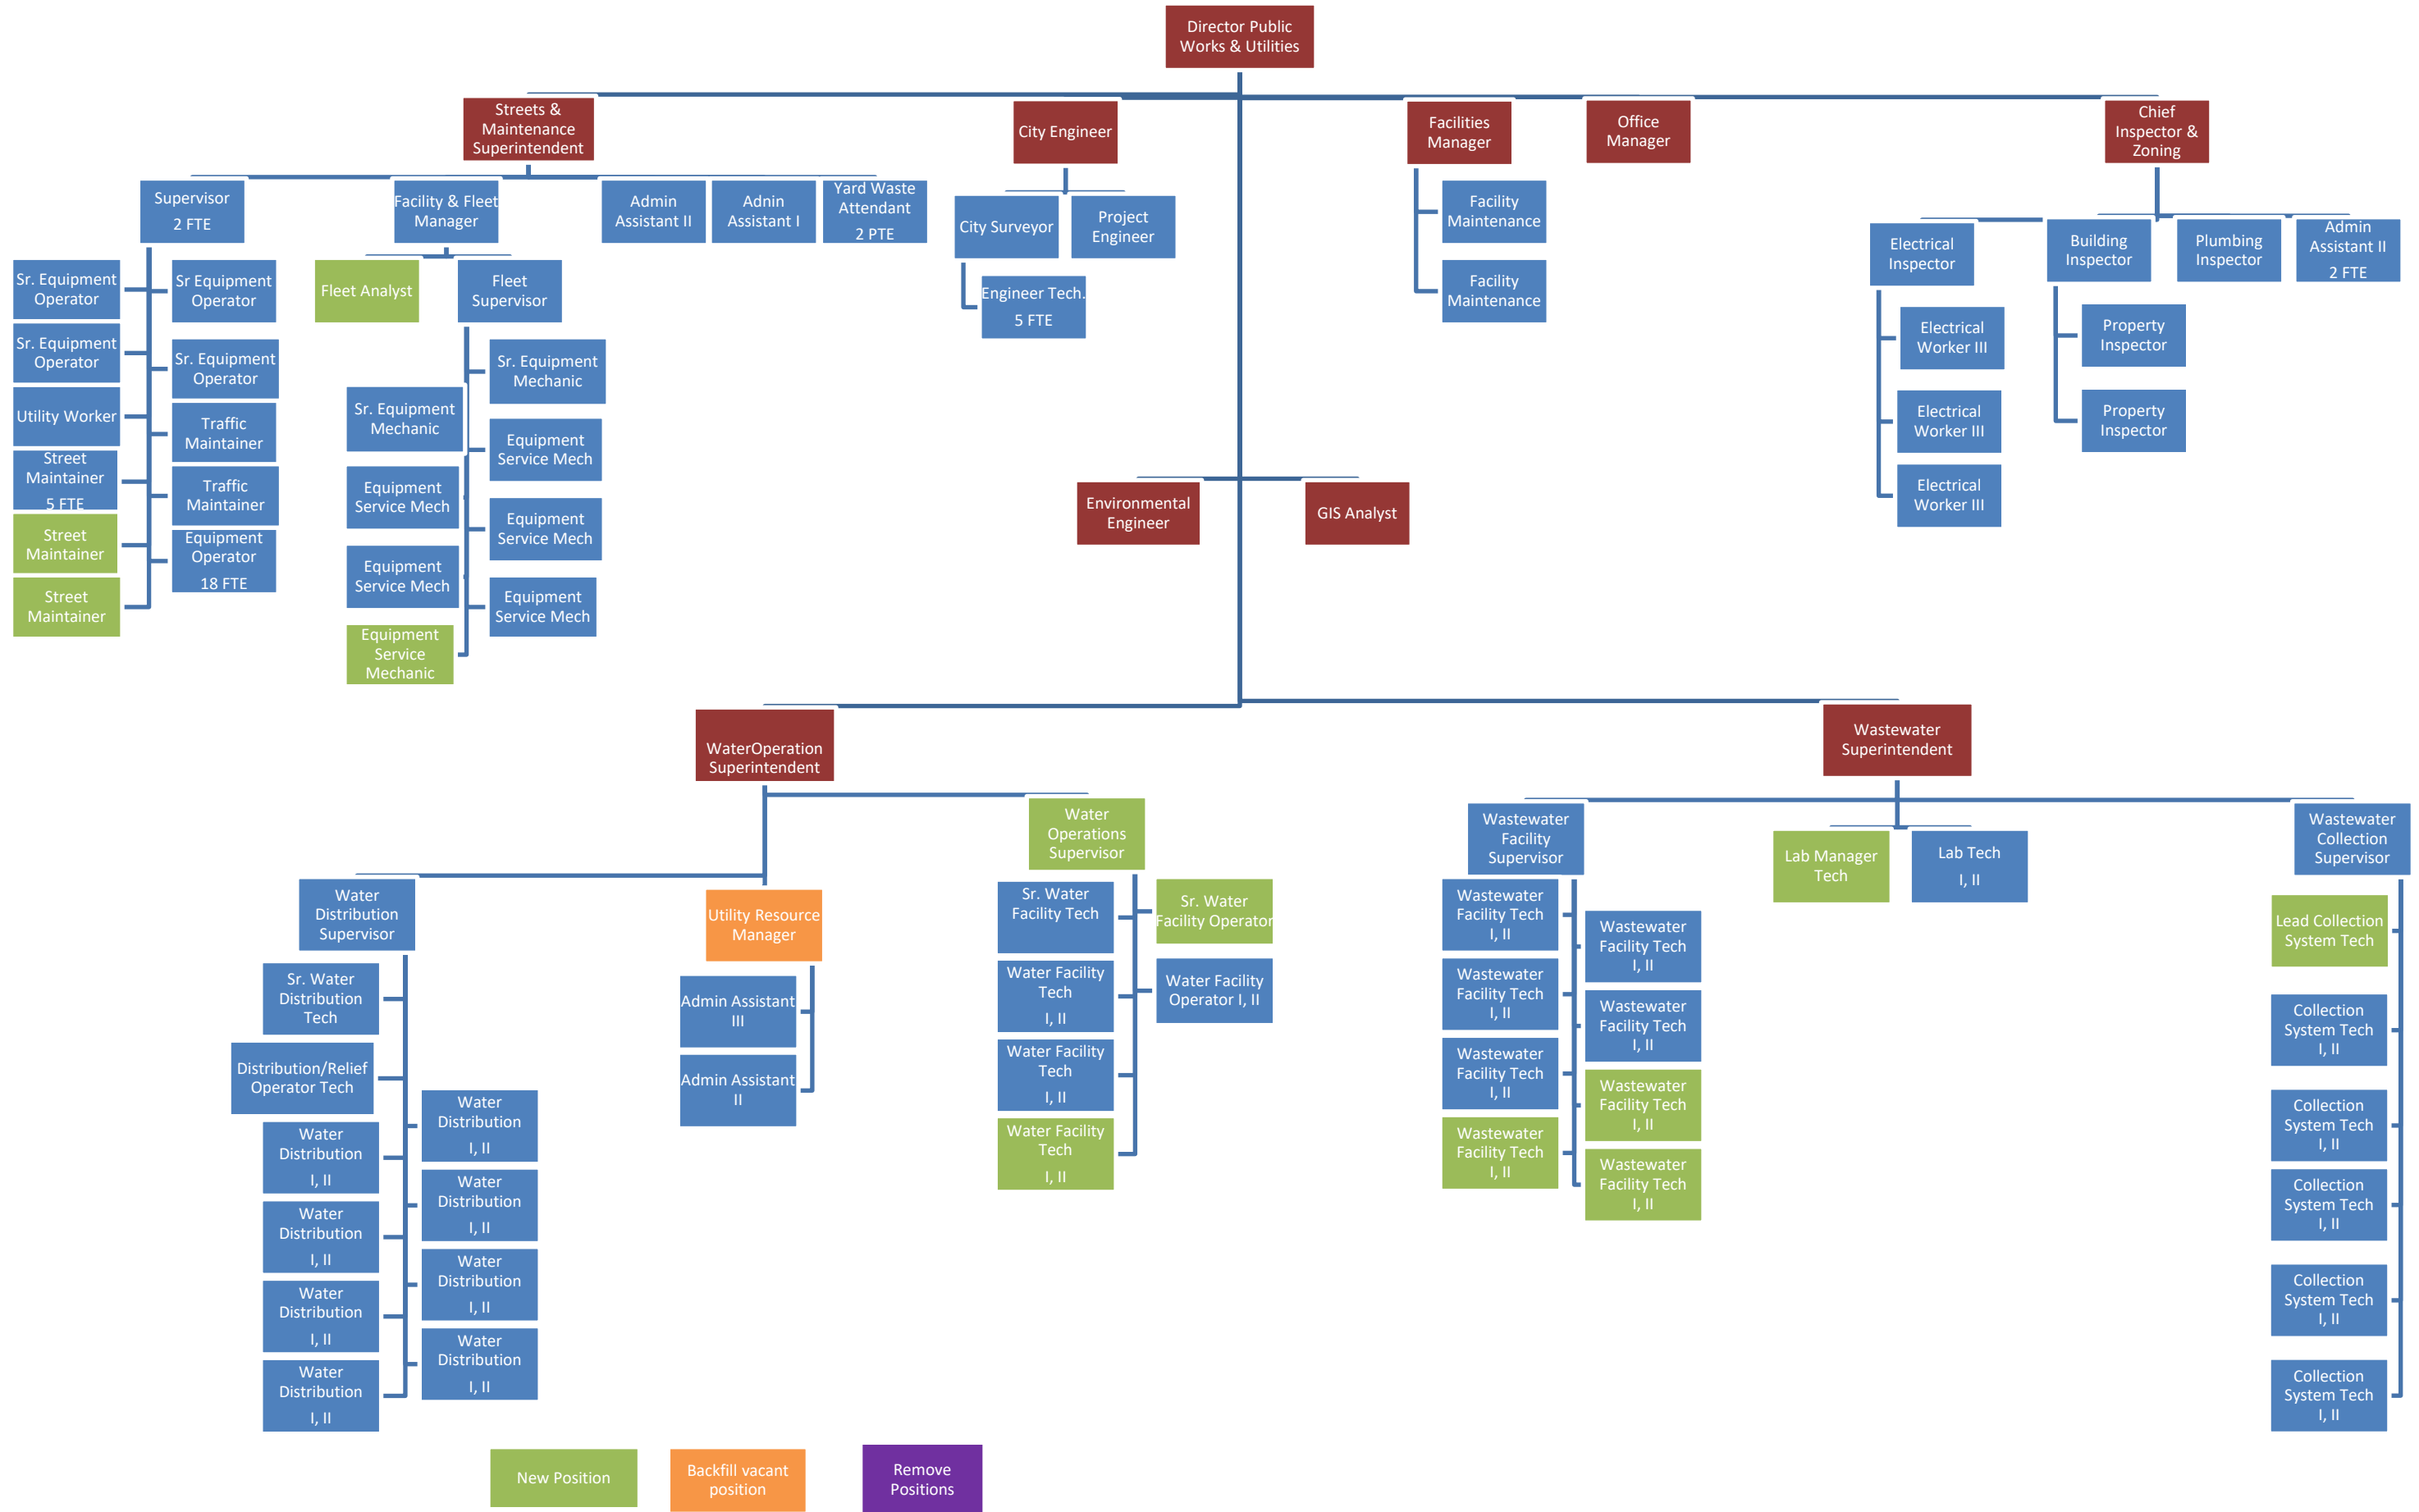 Director Public
Works & Utilities
Streets &
Maintenance
Superintendent
City Engineer
Facilities
Manager
Office
Manager
Chief
Inspector &
Zoning
Supervisor
2 FTE
Facility & Fleet
Manager
Admin
Assistant II
Adnin
Assistant I
Yard Waste
Attendant
2 PTE
City Surveyor
Project
Engineer
Facility
Maintenance
Electrical
Inspector
Building
Inspector
Plumbing
Inspector
Admin
Assistant II
2 FTE
Sr. Equipment
Operator
Sr Equipment
Operator
Fleet Analyst
Fleet
Supervisor
Engineer Tech.
5 FTE
Facility
Maintenance
Sr. Equipment
Operator
Sr. Equipment
Operator
Sr. Equipment
Mechanic
Electrical
Worker III
Property
Inspector
Utility Worker
Traffic
Maintainer
Sr. Equipment
Mechanic
Equipment
Service Mech
Electrical
Worker III
Property
Inspector
Street
Maintainer
5 FTE
Traffic
Maintainer
Equipment
Service Mech
Equipment
Service Mech
Environmental
Engineer
GIS Analyst
Electrical
Worker III
Street
Maintainer
Equipment
Operator
18 FTE
Equipment
Service Mech
Equipment
Service Mech
Street
Maintainer
Equipment
Service
Mechanic
WaterOperation
Superintendent
Wastewater
Superintendent
Water
Operations
Supervisor
Wastewater
Facility
Supervisor
Lab Manager
Tech
Lab Tech
I, II
Wastewater
Collection
Supervisor
Water
Distribution
Supervisor
Utility Resource
Manager
Sr. Water
Facility Tech
Sr. Water
Facility Operator
Wastewater
Facility Tech
I, II
Wastewater
Facility Tech
I, II
Lead Collection
System Tech
Sr. Water
Distribution
Tech
Admin Assistant
III
Water Facility
Tech
I, II
Water Facility
Operator I, II
Wastewater
Facility Tech
I, II
Wastewater
Facility Tech
I, II
Collection
System Tech
I, II
Distribution/Relief
Operator Tech
Admin Assistant
II
Water Facility
Tech
I, II
Wastewater
Facility Tech
I, II
Wastewater
Facility Tech
I, II
Collection
System Tech
I, II
Water
Distribution
I, II
Water
Distribution
I, II
Water Facility
Tech
I, II
Wastewater
Facility Tech
I, II
Wastewater
Facility Tech
I, II
Collection
System Tech
I, II
Water
Distribution
I, II
Water
Distribution
I, II
Collection
System Tech
I, II
Water
Distribution
I, II
Water
Distribution
I, II
Collection
System Tech
I, II
Water
Distribution
I, II
Water
Distribution
I, II
New Position
Backfill vacant
position
Remove
Positions